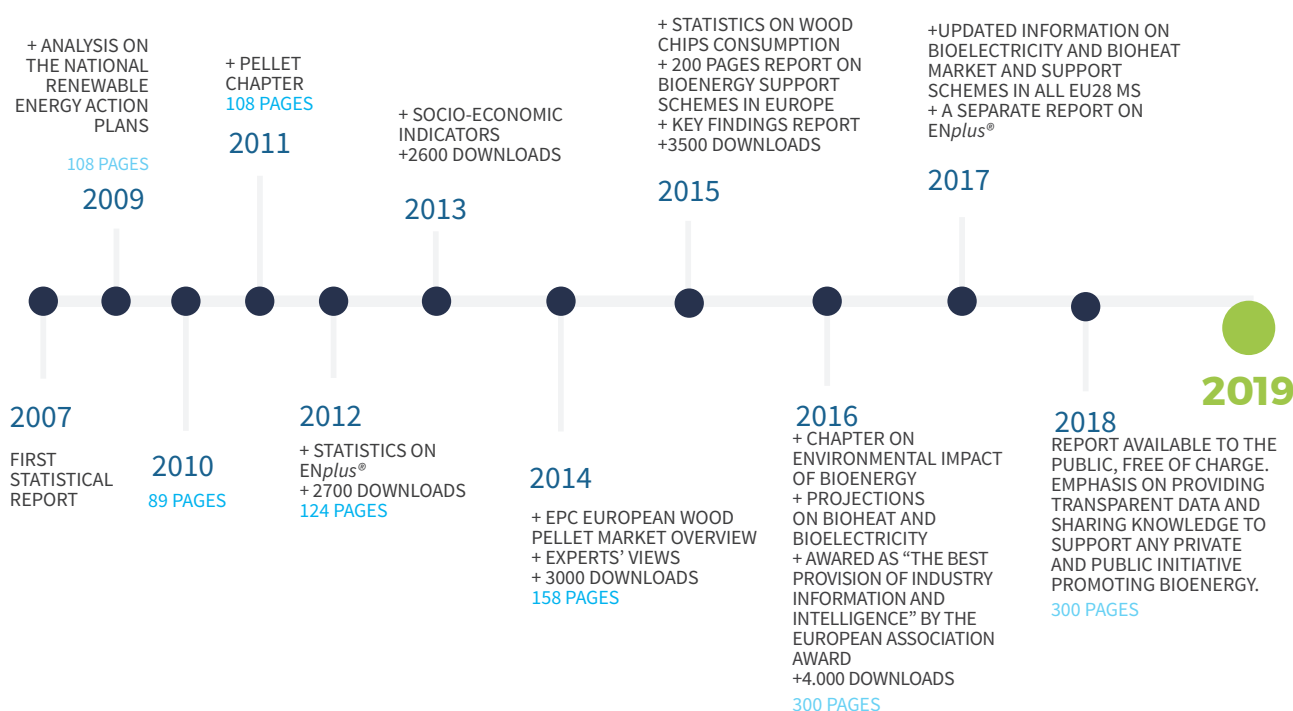 + ANALYSIS ON
THE NATIONAL
RENEWABLE
ENERGY ACTION
PLANS
108 PAGES
2009
+ PELLET
CHAPTER
108 PAGES
2011
+ SOCIO-ECONOMIC
INDICATORS
+2600 DOWNLOADS
2013
+ STATISTICS ON WOOD
CHIPS CONSUMPTION
+ 200 PAGES REPORT ON
BIOENERGY SUPPORT
SCHEMES IN EUROPE
+ KEY FINDINGS REPORT
+3500 DOWNLOADS
2015
+UPDATED INFORMATION ON
BIOELECTRICITY AND BIOHEAT
MARKET AND SUPPORT
SCHEMES IN ALL EU28 MS
+ A SEPARATE REPORT ON
ENplus®
2017
2007
FIRST
STATISTICAL
REPORT
2010
89 PAGES
2012
+ STATISTICS ON
ENplus®
+ 2700 DOWNLOADS
124 PAGES
2014
+ EPC EUROPEAN WOOD
PELLET MARKET OVERVIEW
+ EXPERTS’ VIEWS
+ 3000 DOWNLOADS
158 PAGES
2016
+ CHAPTER ON
ENVIRONMENTAL IMPACT
OF BIOENERGY
+ PROJECTIONS
ON BIOHEAT AND
BIOELECTRICITY
+ AWARED AS “THE BEST
PROVISION OF INDUSTRY
INFORMATION AND
INTELLIGENCE” BY THE
EUROPEAN ASSOCIATION
AWARD
+4.000 DOWNLOADS
300 PAGES
2018
REPORT AVAILABLE TO THE
PUBLIC, FREE OF CHARGE.
EMPHASIS ON PROVIDING
TRANSPARENT DATA AND
SHARING KNOWLEDGE TO
SUPPORT ANY PRIVATE
AND PUBLIC INITIATIVE
PROMOTING BIOENERGY.
300 PAGES
2019